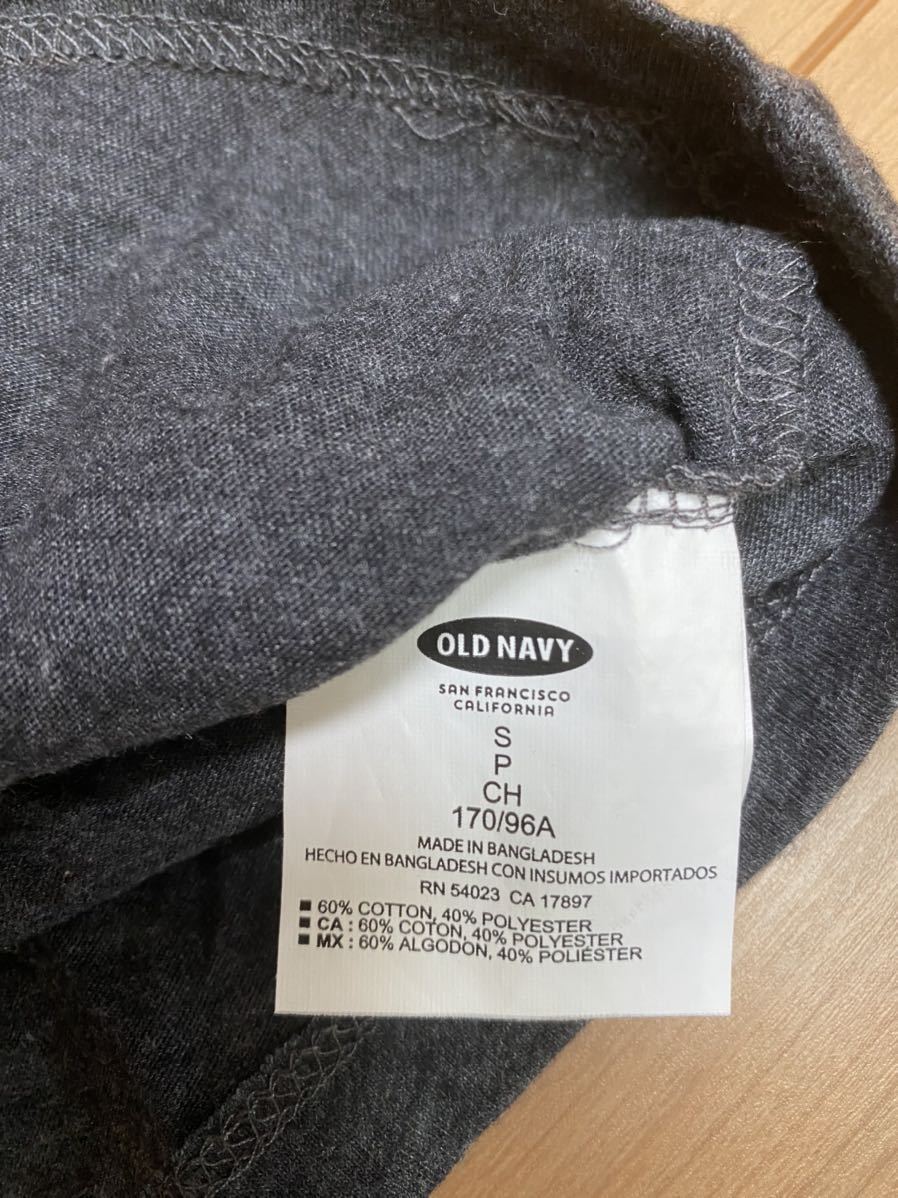 OLD NAVY
SAN FRANCISCO
CALIFORNIA
S
P
CH
170/96A
MADE IN BANGLADESH
HECHO EN BANGLADESH CON INSUMOS IMPORTADOS
RN 54023 CA 17897
■ 60% COTTON, 40% POLYESTER
■ CA : 60% COTON, 40% POLYESTER
■ MX : 60% ALGODON, 40% POLIÉSTER